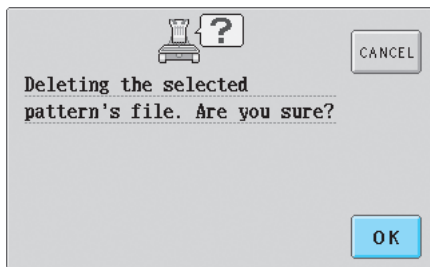 ?
CANCEL
Deleting the selected
pattern's file. Are you sure?
OK